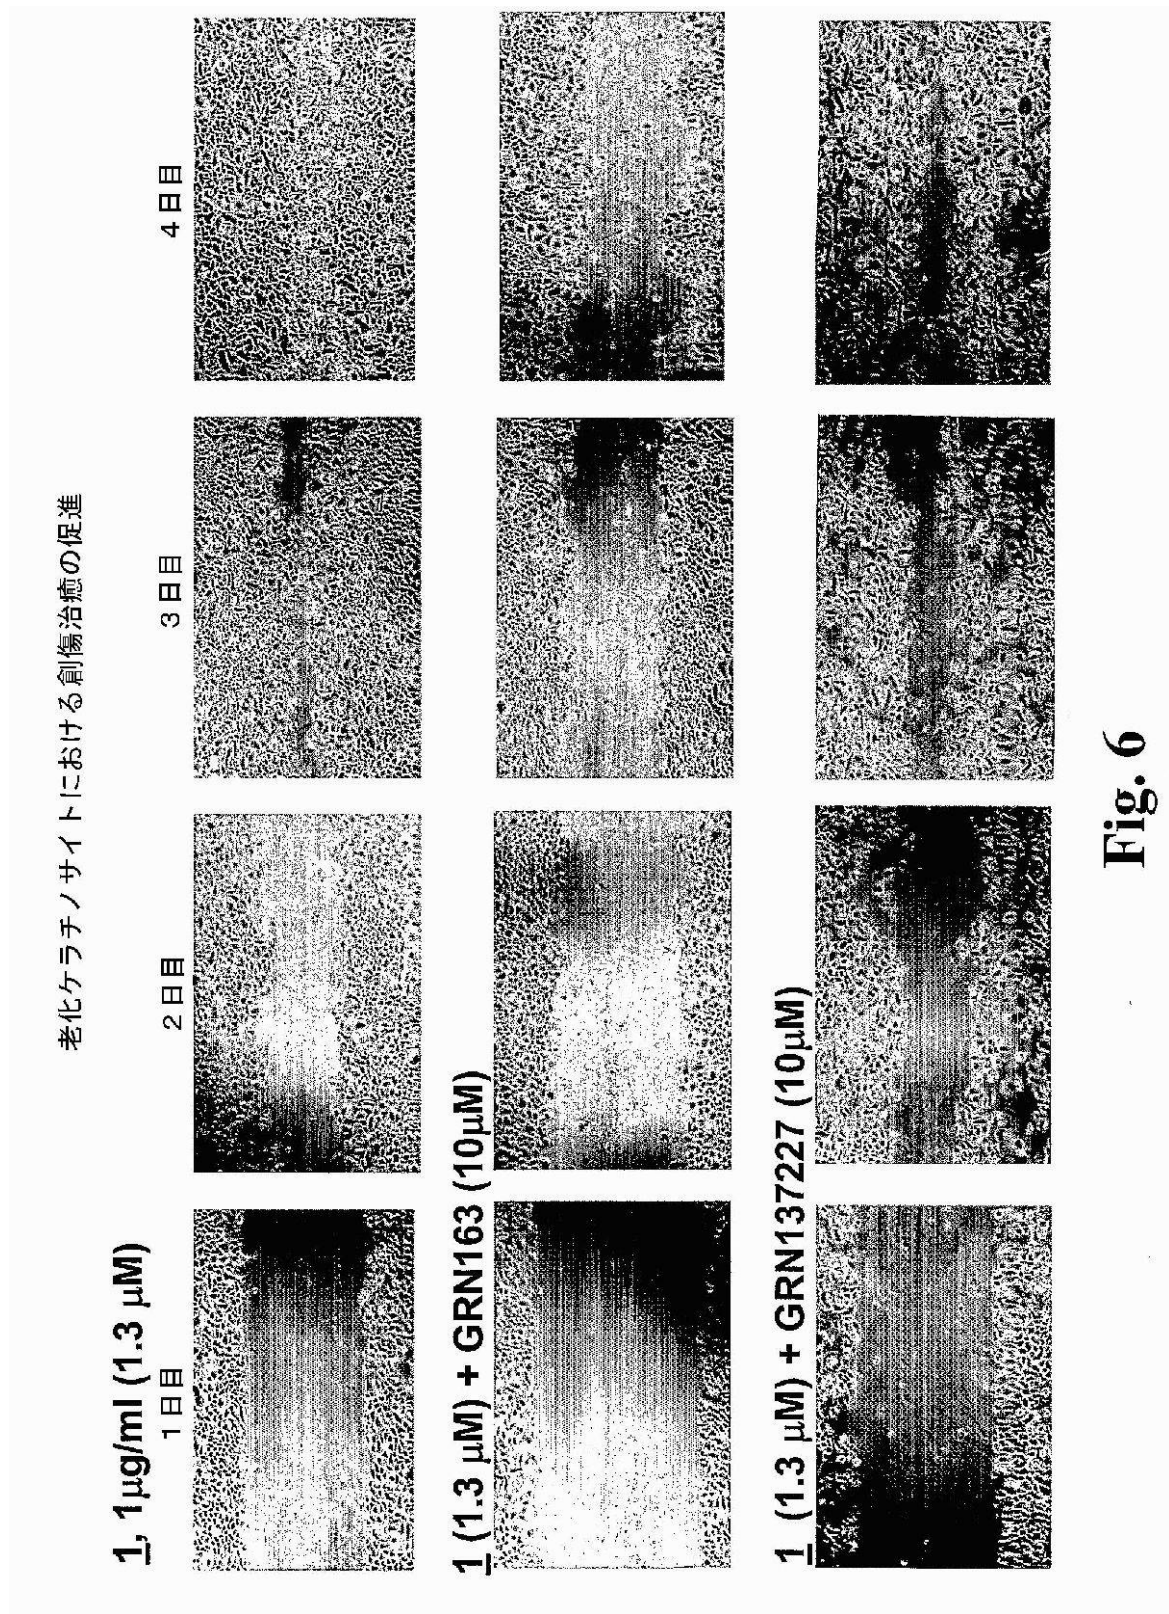 老化ケラチノサイトにおける創傷治癒の促進
1, 1μg/ml (1.3 μM)
1日目
2日目
3日目
4日目
1 (1.3 μM) + GRN163 (10μM)
1 (1.3 μM) + GRN137227 (10μM)
Fig. 6